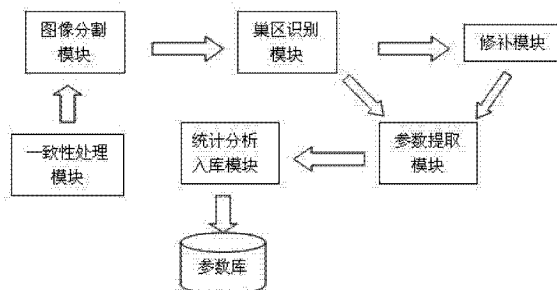 图像分割
模块
巢区识别
模块
修补模块
一致性处理
模块
统计分析
入库模块
参数提取
模块
参数库